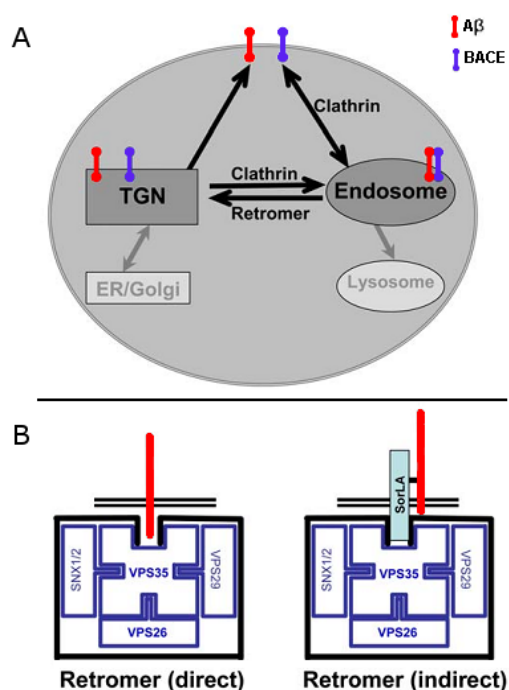 A
Aβ
BACE
Clathrin
TGN
Clathrin
Retromer
Endosome
ER/Golgi
Lysosome
B
SNX1/2
VPS35
VPS29
VPS26
SorLA
SNX1/2
VPS35
VPS29
VPS26
Retromer (direct)
Retromer (indirect)